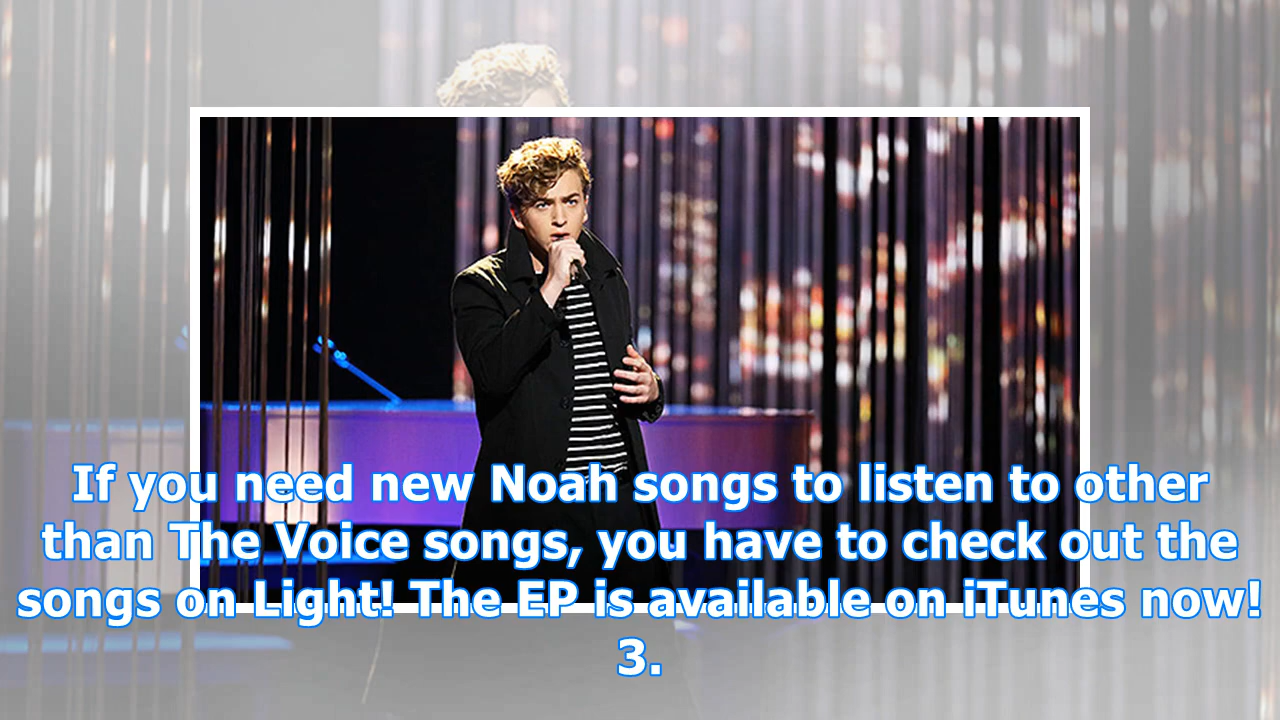 If you need new Noah songs to listen to other
than The Voice songs, you have to check out the
songs on Light! The EP is available on iTunes now!
3.